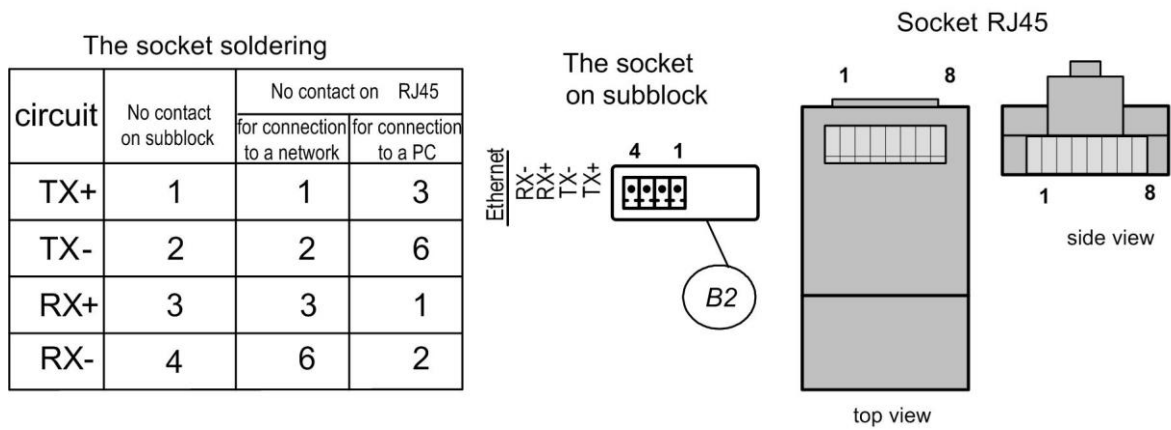 The socket soldering
circuit
No contact
on subblock
No contact on RJ45
for connection
to a network
for connection
to a PC
TX+ 1 1 3
TX- 2 2 6
RX+ 3 3 1
RX- 4 6 2
The socket
on subblock
Ethernet
RX-
RX+
TX-
TX+
4 1
B2
Socket RJ45
1 8
top view
1 8
side view